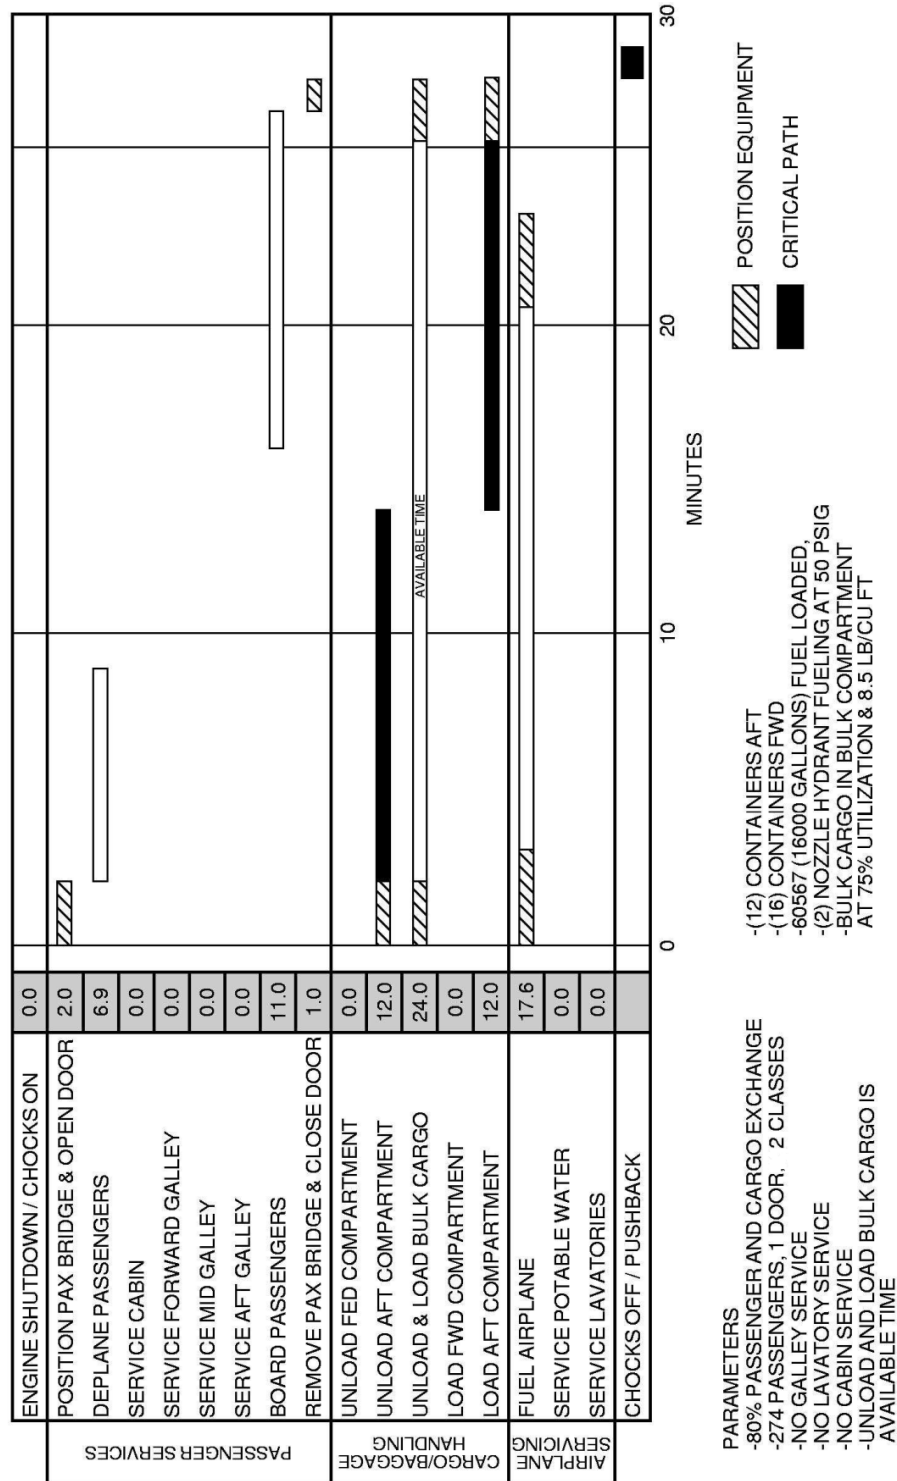 ENGINE SHUTDOWN / CHOCKS ON 0.0
PASSENGER SERVICES
POSITION PAX BRIDGE & OPEN DOOR 2.0
DEPLANE PASSENGERS 6.9
SERVICE CABIN 0.0
SERVICE FORWARD GALLEY 0.0
SERVICE MID GALLEY 0.0
SERVICE AFT GALLEY 0.0
BOARD PASSENGERS 11.0
REMOVE PAX BRIDGE & CLOSE DOOR 1.0
CARGO/BAGGAGE
HANDLING
UNLOAD FED COMPARTMENT 0.0
UNLOAD AFT COMPARTMENT 12.0
UNLOAD & LOAD BULK CARGO 24.0
AVAILABLE TIME
LOAD FWD COMPARTMENT 0.0
LOAD AFT COMPARTMENT 12.0
AIRPLANE
SERVICING
FUEL AIRPLANE 17.6
SERVICE POTABLE WATER 0.0
SERVICE LAVATORIES 0.0
CHOCKS OFF / PUSHBACK
0 10 20 30
MINUTES
PARAMETERS
-80% PASSENGER AND CARGO EXCHANGE
-274 PASSENGERS, 1 DOOR, 2 CLASSES
-NO GALLEY SERVICE
-NO LAVATORY SERVICE
-NO CABIN SERVICE
-UNLOAD AND LOAD BULK CARGO IS
AVAILABLE TIME
-(12) CONTAINERS AFT
-(16) CONTAINERS FWD
-60567 (16000 GALLONS) FUEL LOADED,
-(2) NOZZLE HYDRANT FUELING AT 50 PSIG
-BULK CARGO IN BULK COMPARTMENT
AT 75% UTILIZATION & 8.5 LB/CU FT
POSITION EQUIPMENT
CRITICAL PATH